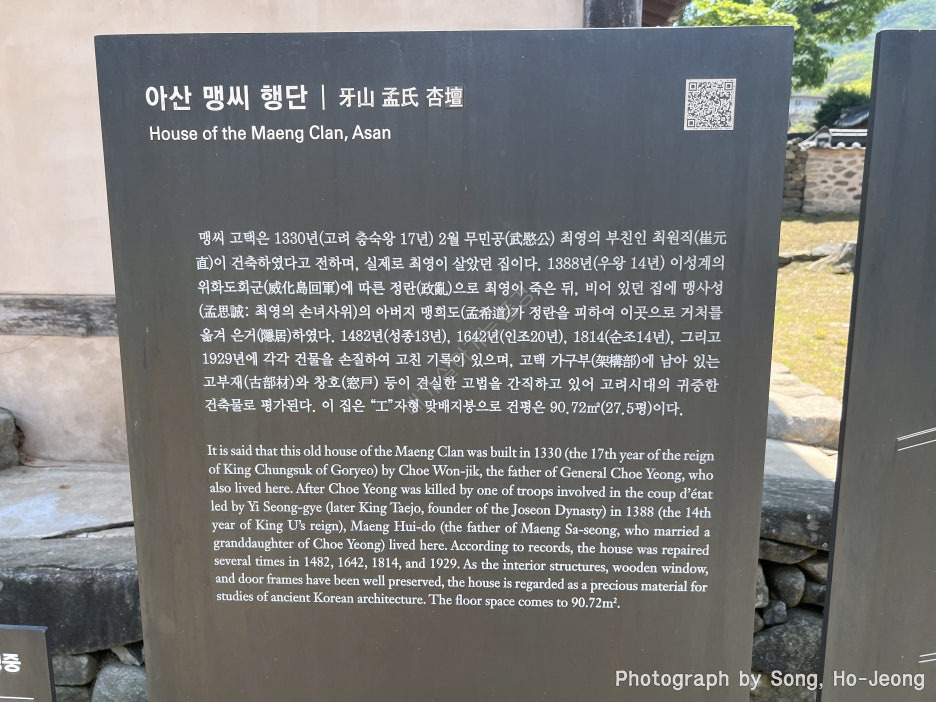 아산 맹씨 행단 | 牙山 孟氏 杏壇
House of the Maeng Clan, Asan
맹씨 고택은 1330년(고려 충숙왕 17년) 2월 무민공(武愍公) 최영의 부친인 최원직(崔元
直)이 건축하였다고 전하며, 실제로 최영이 살았던 집이다. 1388년(우왕 14년) 이성계의
위화도회군(威化島回軍)에 따른 정란(政亂)으로 최영이 죽은 뒤, 비어 있던 집에 맹사성
(孟思誠: 최영의 손녀사위)의 아버지 맹희도(孟希道)가 정란을 피하여 이곳으로 거처를
옮겨 은거(隱居)하였다. 1482년(성종13년), 1642년(인조20년), 1814(순조14년), 그리고
1929년에 각각 건물을 손질하여 고친 기록이 있으며, 고택 가구부(架構部)에 남아 있는
고부재(古部材)와 창호(窓戶) 등이 견실한 고법을 간직하고 있어 고려시대의 귀중한
건축물로 평가된다. 이 집은 “工”자형 맞배지붕으로 건평은 90.72㎡(27.5평)이다.
It is said that this old house of the Maeng Clan was built in 1330 (the 17th year of the reign
of King Chungsuk of Goryeo) by Choe Won-jik, the father of General Choe Yeong, who
also lived here. After Choe Yeong was killed by one of troops involved in the coup d’état
led by Yi Seong-gye (later King Taejo, founder of the Joseon Dynasty) in 1388 (the 14th
year of King U’s reign), Maeng Hui-do (the father of Maeng Sa-seong, who married a
granddaughter of Choe Yeong) lived here. According to records, the house was repaired
several times in 1482, 1642, 1814, and 1929. As the interior structures, wooden window,
and door frames have been well preserved, the house is regarded as a precious material for
studies of ancient Korean architecture. The floor space comes to 90.72m².
중
Photograph by Song, Ho-Jeong